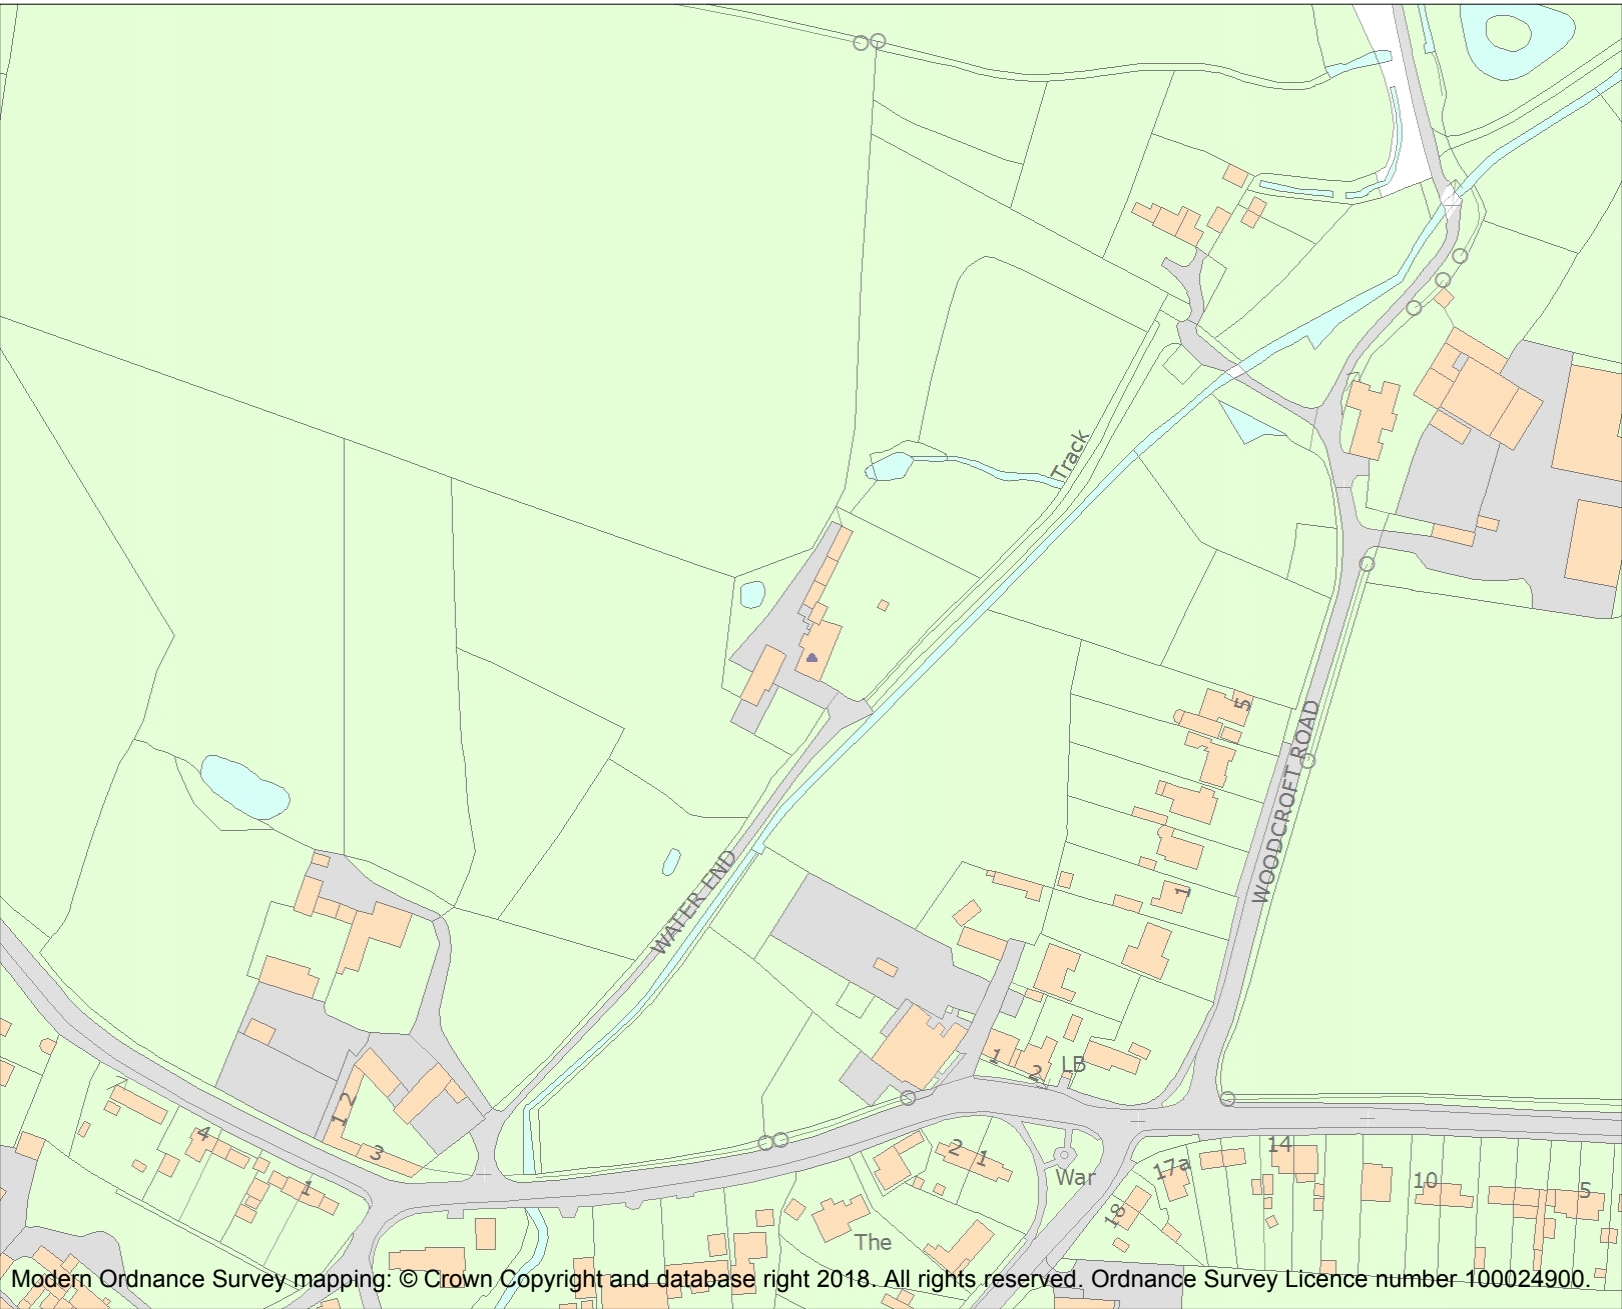 Track
5
WOODCROFT ROAD
WATER END
1
1
2
LB
1 2
3
4
1
2 1
War
17a
14
18
10
5
The
Modern Ordnance Survey mapping: © Crown Copyright and database right 2018. All rights reserved. Ordnance Survey Licence number 100024900.